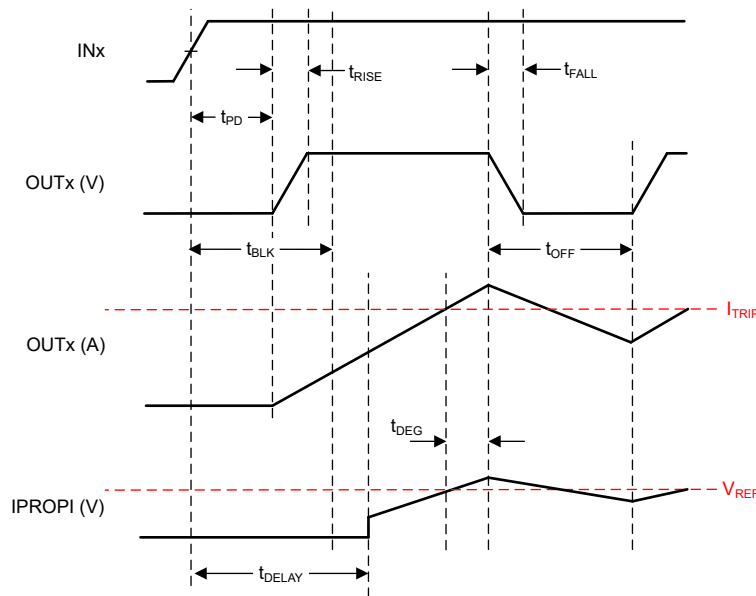 INx
tRISE
tFALL
tPD
OUTx (V)
tBLK
tOFF
ITRIP
OUTx (A)
tDEG
IPROPI (V)
VREF
tDELAY